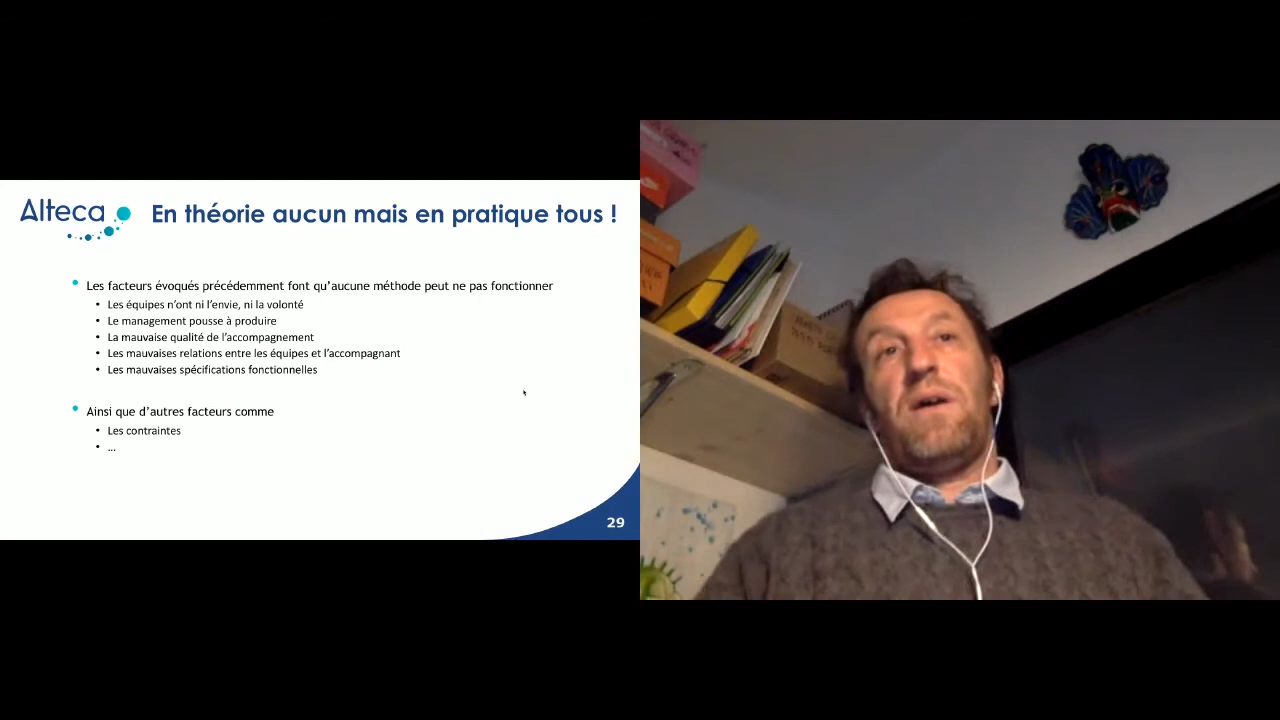 Alteca
En théorie aucun mais en pratique tous !
Les facteurs évoqués précédemment font qu'aucune méthode peut ne pas fonctionner
Les équipes n'ont ni l'envie, ni la volonté
Le management pousse à produire
La mauvaise qualité de l'accompagnement
Les mauvaises relations entre les équipes et l'accompagnant
Les mauvaises spécifications fonctionnelles
Ainsi que d'autres facteurs comme
Les contraintes
...
29